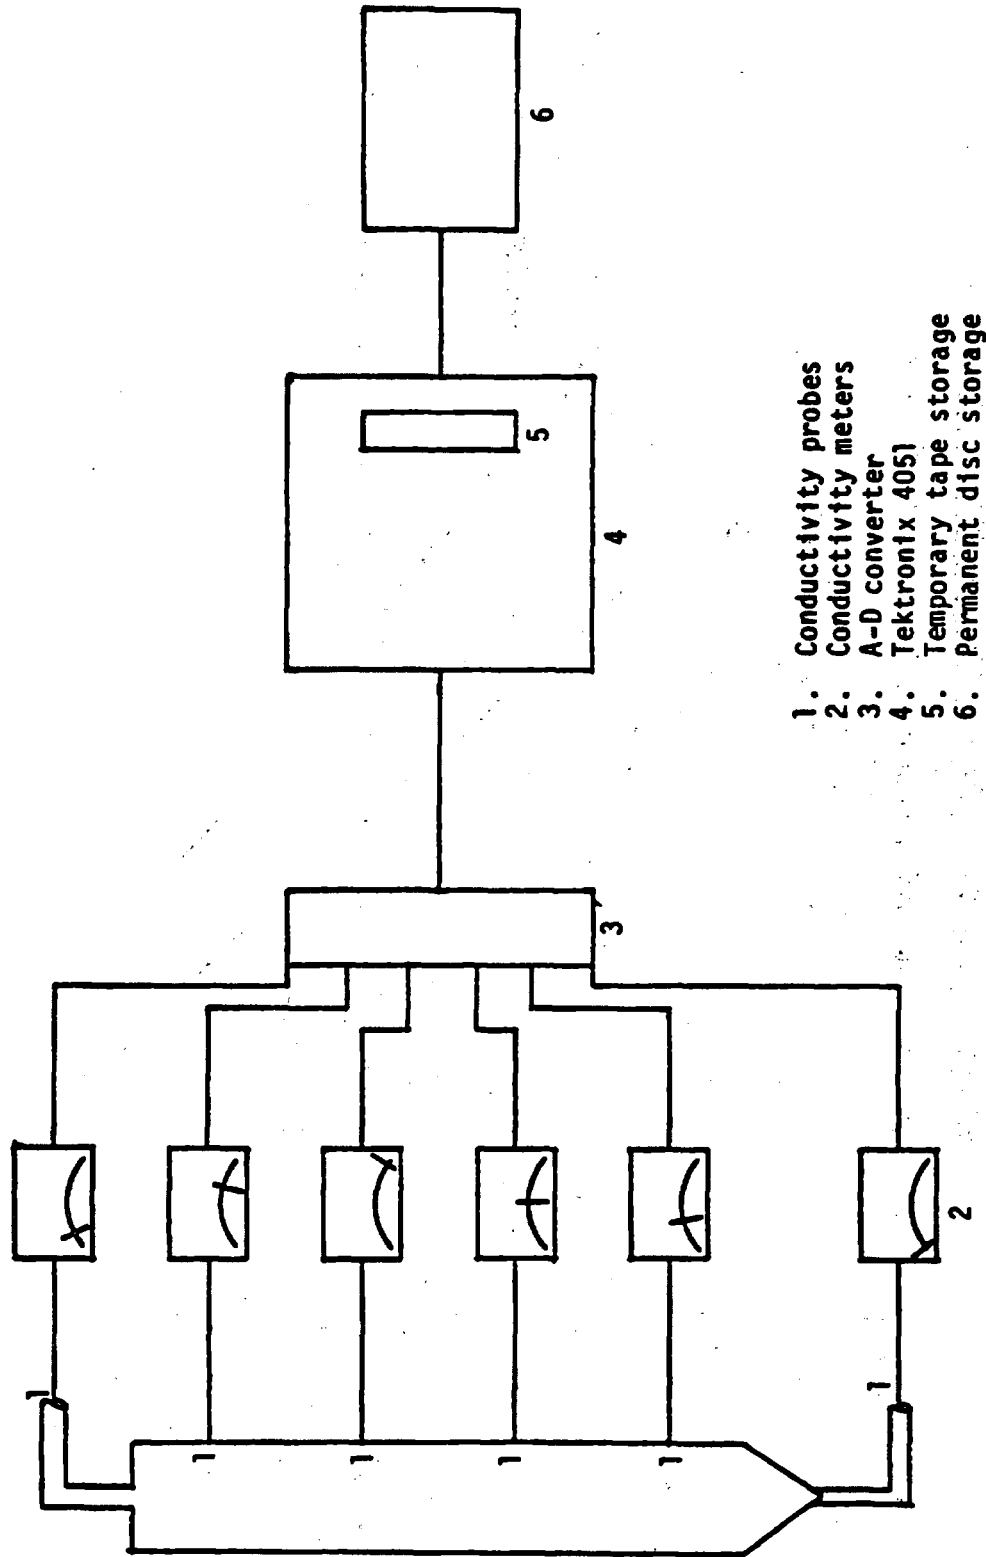 1
1
1
1
1
1
2
3
4
5
6
1. Conductivity probes
2. Conductivity meters
3. A-D converter
4. Tektronix 4051
5. Temporary tape storage
6. Permanent disc storage